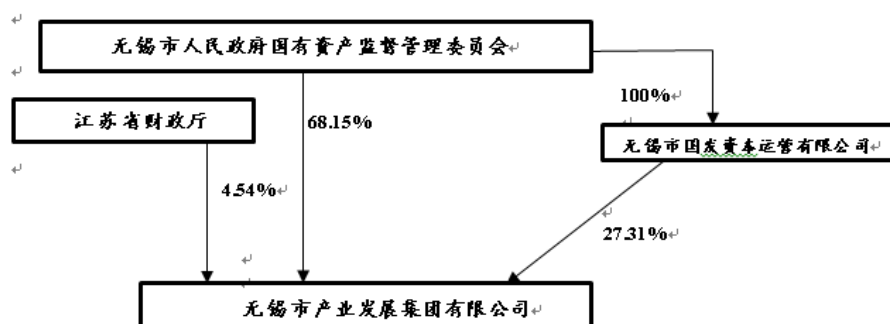 无锡市人民政府国有资产监督管理委员会
100%
江苏省财政厅
68.15%
无锡市国发资本运营有限公司
4.54%
27.31%
无锡市产业发展集团有限公司